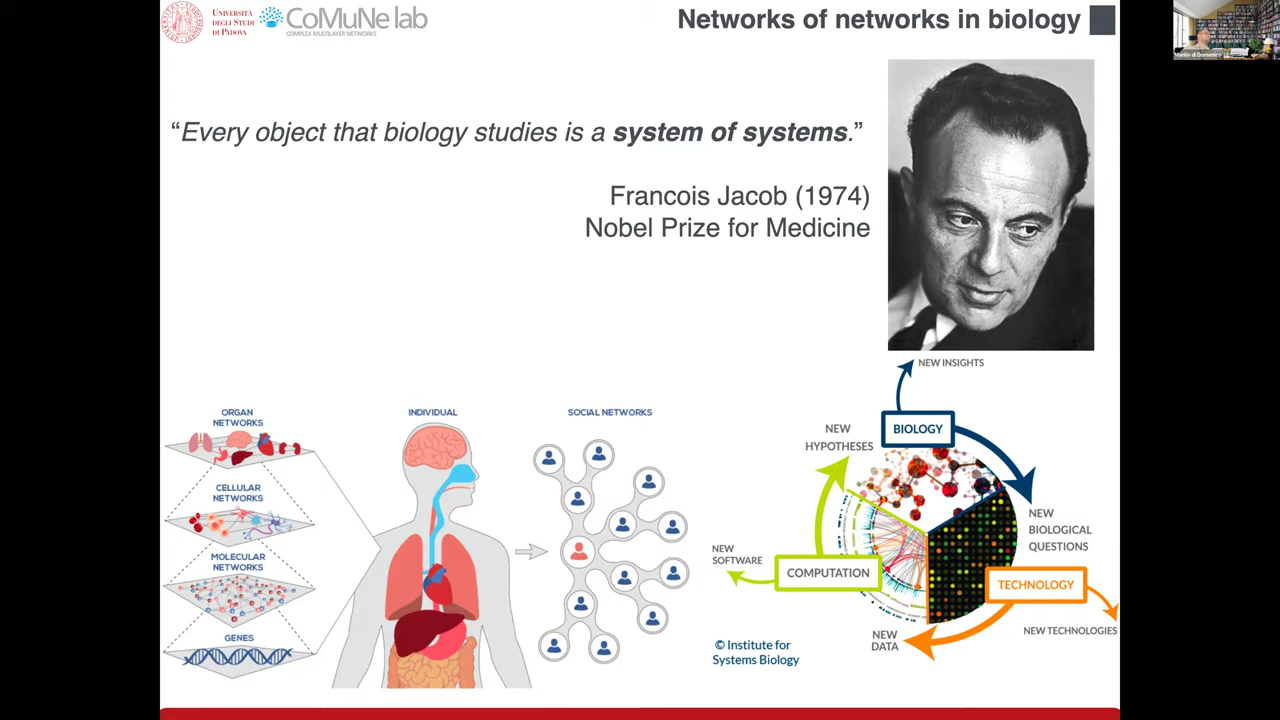 UNIVERSITÀ
DEGLI STUDI
DI PADOVA
CoMuNe lab
COMPLEX MULTILAYER NETWORKS
Networks of networks in biology
Manlio di Domenico
“Every object that biology studies is a system of systems.”
Francois Jacob (1974)
Nobel Prize for Medicine
ORGAN
NETWORKS
CELLULAR
NETWORKS
MOLECULAR
NETWORKS
GENES
INDIVIDUAL
SOCIAL NETWORKS
NEW INSIGHTS
BIOLOGY
NEW
HYPOTHESES
NEW
BIOLOGICAL
QUESTIONS
NEW
SOFTWARE
COMPUTATION
TECHNOLOGY
NEW TECHNOLOGIES
NEW
DATA
© Institute for
Systems Biology